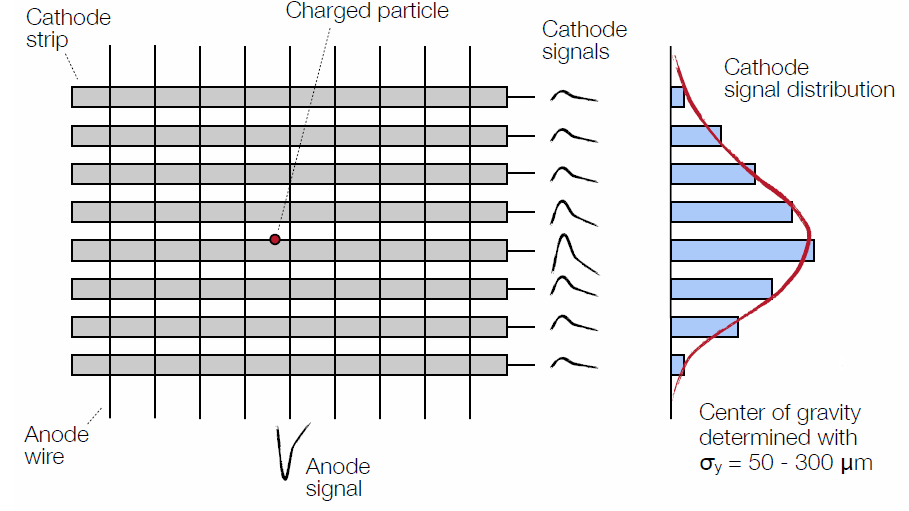 Cathode
strip
Charged particle
Cathode
signals
Cathode
signal distribution
Anode
wire
Anode
signal
Center of gravity
determined with
σy = 50 - 300 μm